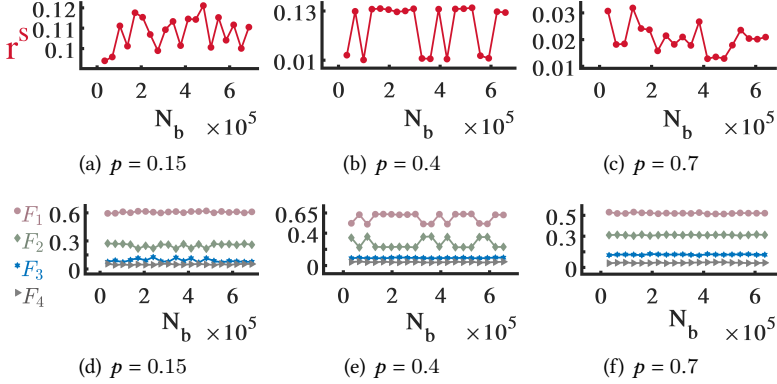 r^s
0.12
0.11
0.1
0 2 4 6
N_b ×10^5
(a) p = 0.15
0.13
0.01
0 2 4 6
N_b ×10^5
(b) p = 0.4
0.03
0.02
0.01
0 2 4 6
N_b ×10^5
(c) p = 0.7
F_1
F_2
F_3
F_4
0.6
0.3
0
0 2 4 6
N_b ×10^5
(d) p = 0.15
0.65
0.4
0
0 2 4 6
N_b ×10^5
(e) p = 0.4
0.5
0.3
0
0 2 4 6
N_b ×10^5
(f) p = 0.7